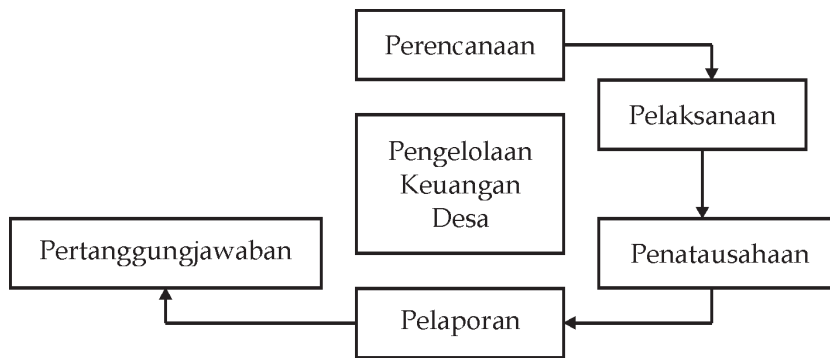 Perencanaan
Pelaksanaan
Pengelolaan
Keuangan
Desa
Pertanggungjawaban
Penatausahaan
Pelaporan